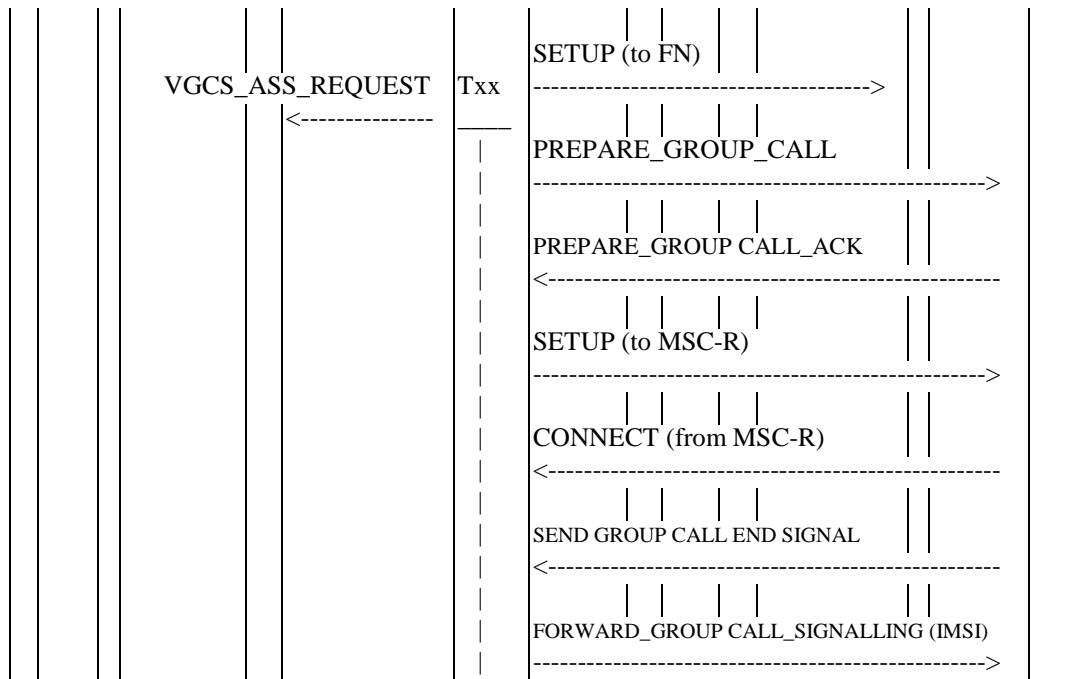 SETUP (to FN)
VGCS_ASS_REQUEST Txx
PREPARE_GROUP_CALL
PREPARE_GROUP CALL_ACK
SETUP (to MSC-R)
CONNECT (from MSC-R)
SEND GROUP CALL END SIGNAL
FORWARD_GROUP CALL_SIGNALLING (IMSI)